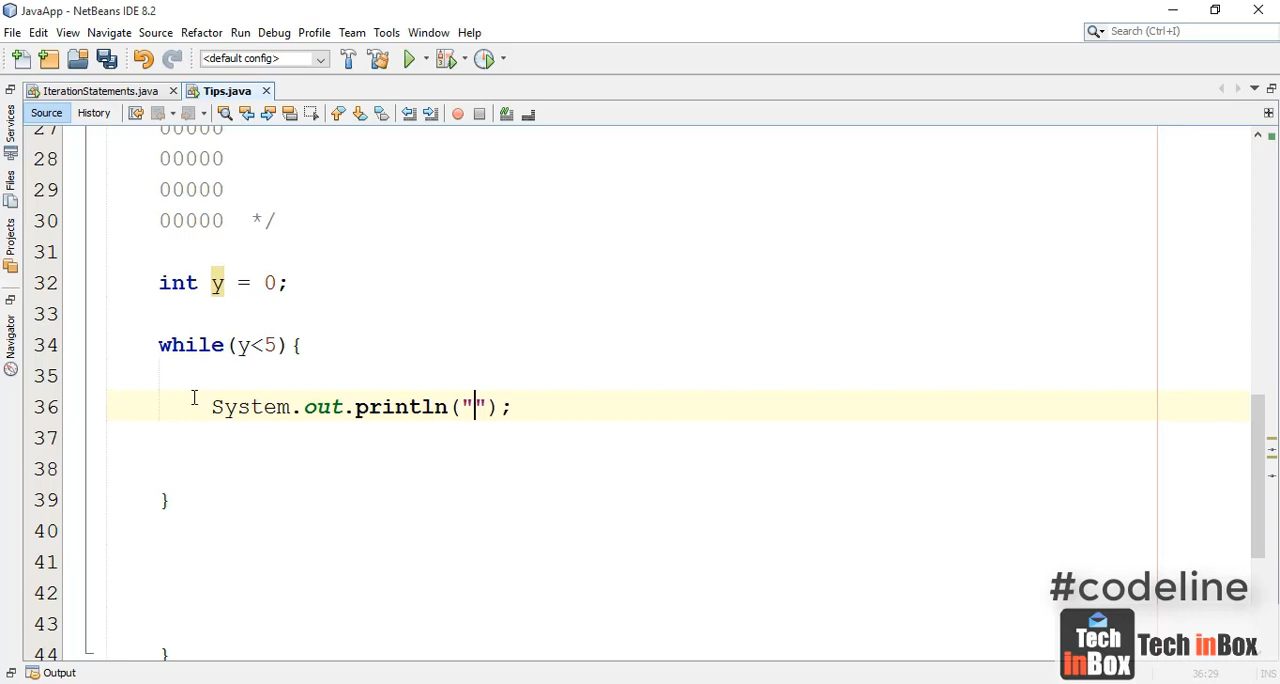 JavaApp - NetBeans IDE 8.2
File Edit View Navigate Source Refactor Run Debug Profile Team Tools Window Help
Search (Ctrl+I)
<default config>
IterationStatements.java Tips.java
Source History
Services
Files
Projects
Navigator
27 00000
28 00000
29 00000
30 00000 */
31
32 int y = 0;
33
34 while(y<5){
35
36 System.out.println("");
37
38
39 }
40
41
42
43
44 }
#codeline
Tech
inBox
Tech inBox
Output
36:29 INS